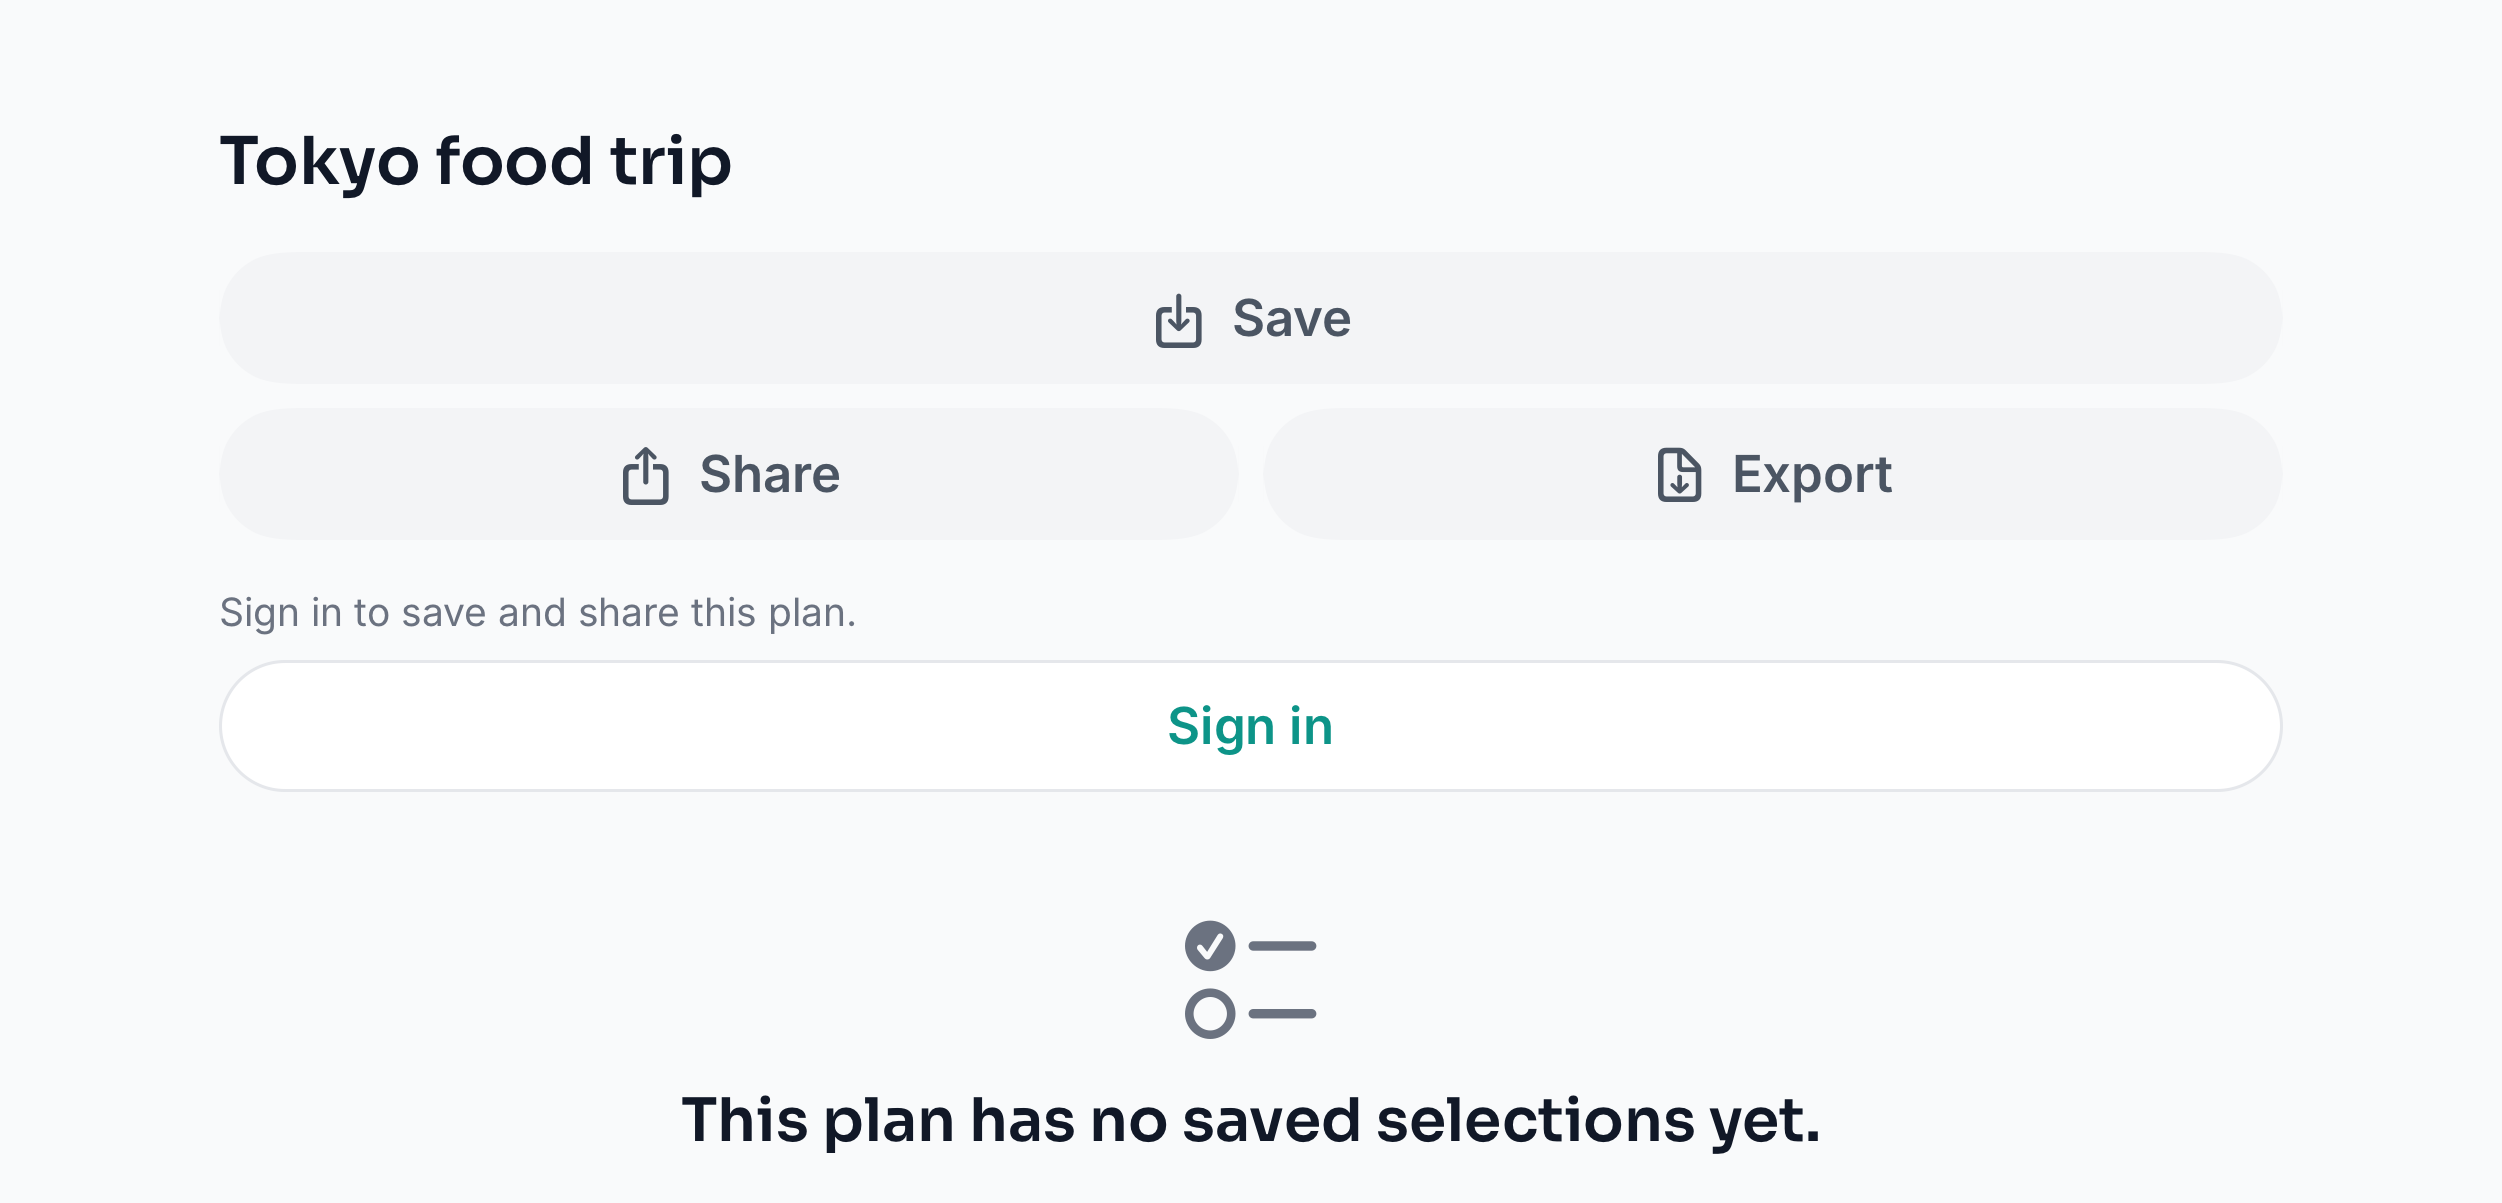 Tokyo food trip
Save
Share
Export
Sign in to save and share this plan.
Sign in
This plan has no saved selections yet.